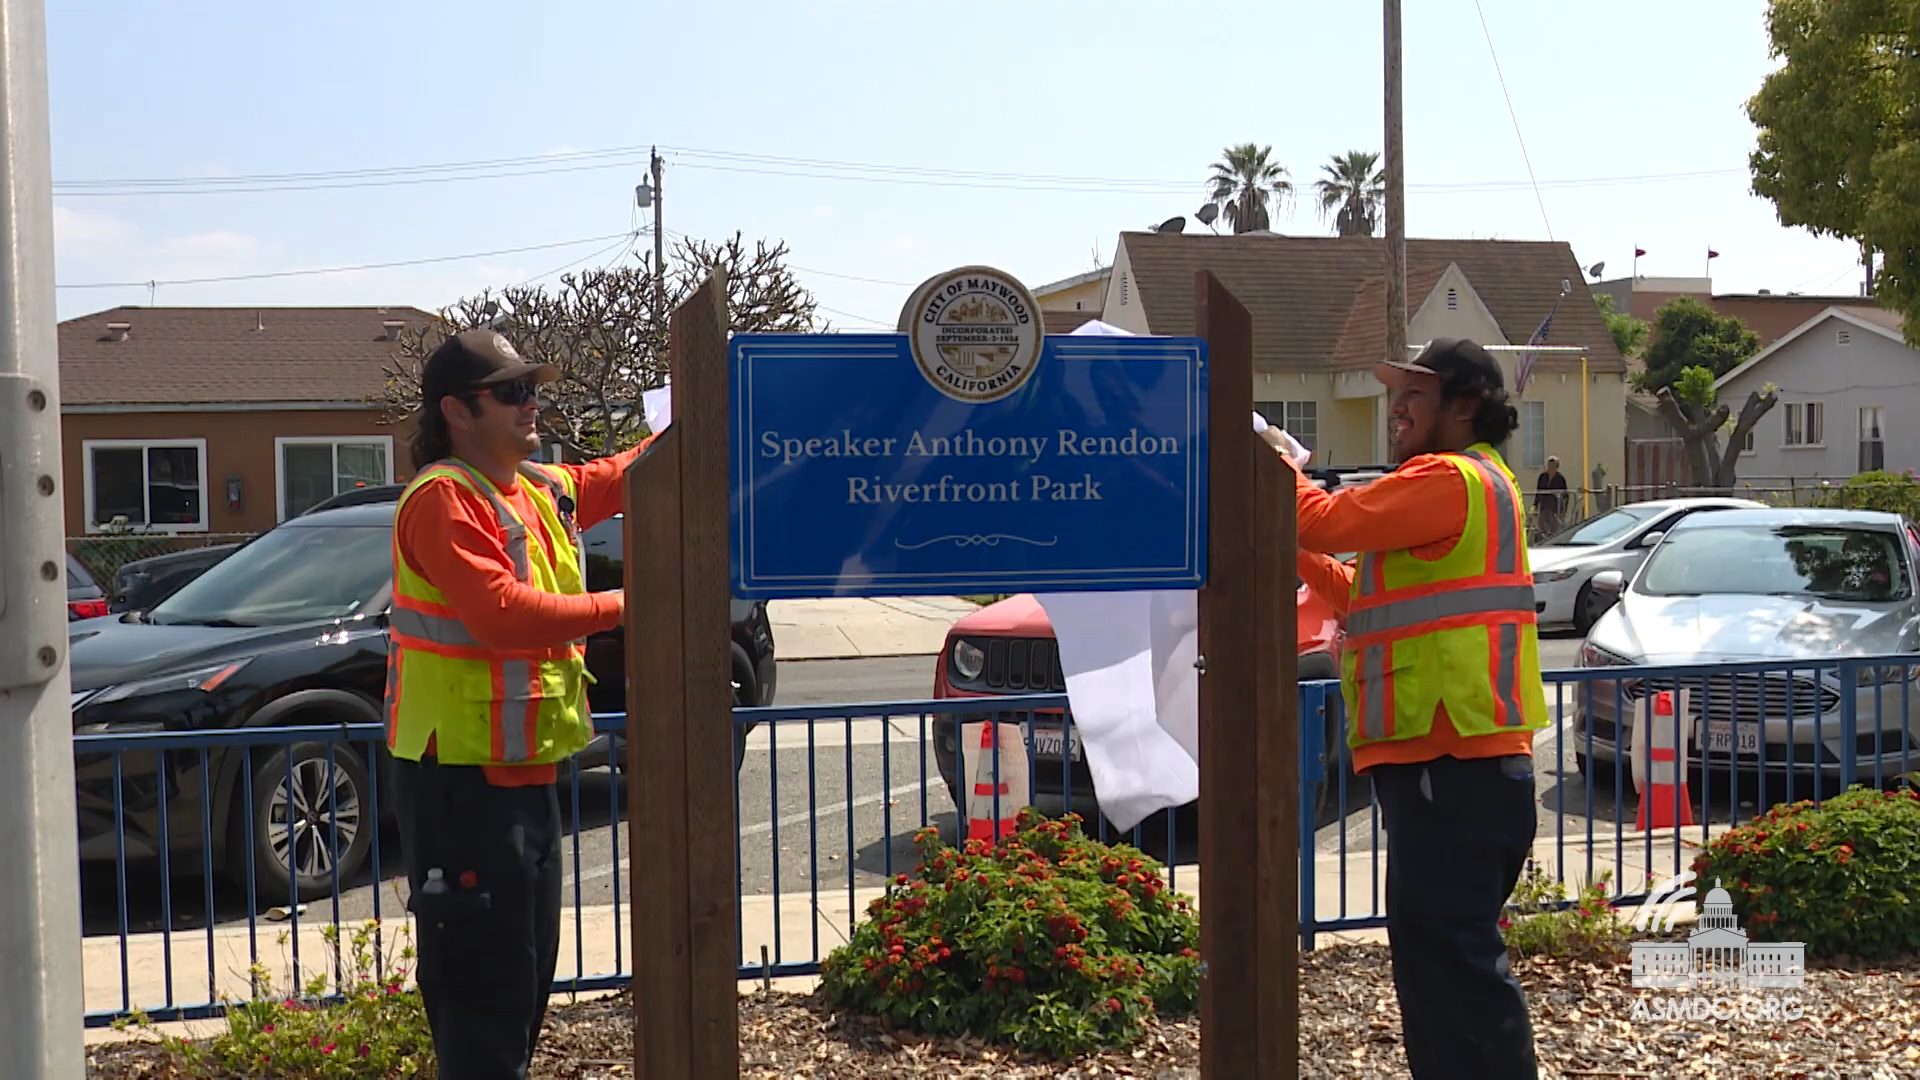 CITY OF MAYWOOD
INCORPORATED
SEPTEMBER-2-1924
CALIFORNIA
Speaker Anthony Rendon
Riverfront Park
ASMDC.ORG